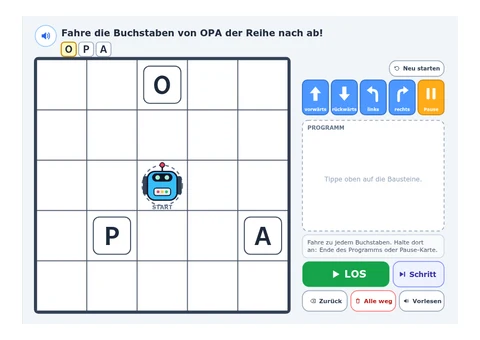 Fahre die Buchstaben von OPA der Reihe nach ab!
O P A
Neu starten
O
vorwärts rückwärts links rechts Pause
PROGRAMM
Tippe oben auf die Bausteine.
START
P A
Fahre zu jedem Buchstaben. Halte dort
an: Ende des Programms oder Pause-Karte.
LOS Schritt
Zurück Alle weg Vorlesen